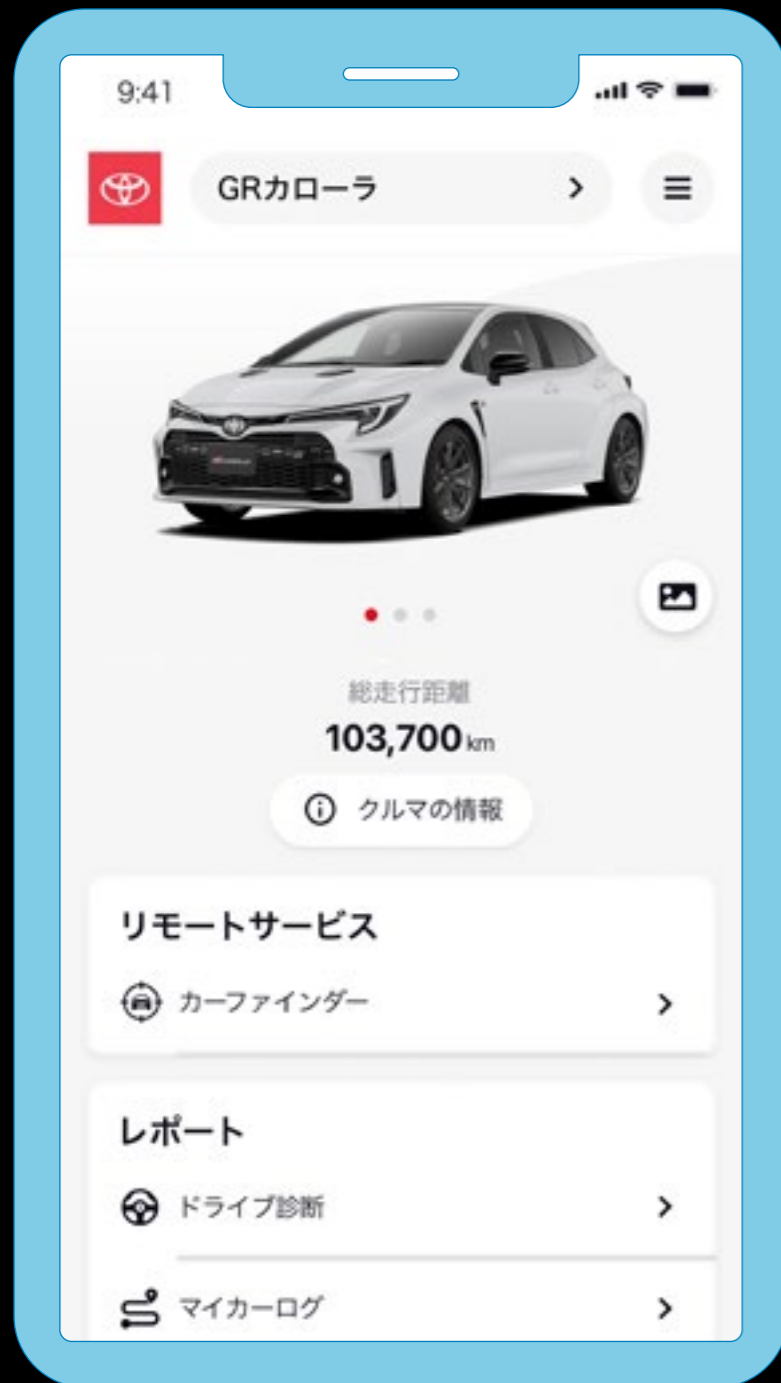 9:41
GRカローラ
総走行距離
103,700 km
クルマの情報
リモートサービス
カーファインダー
レポート
ドライブ診断
マイカーログ